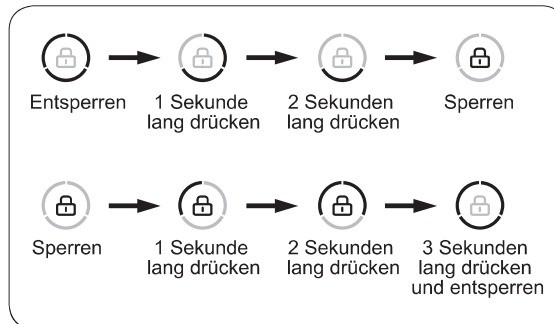 Entsperren
1 Sekunde
lang drücken
2 Sekunden
lang drücken
Sperren
Sperren
1 Sekunde
lang drücken
2 Sekunden
lang drücken
3 Sekunden
lang drücken
und entsperren